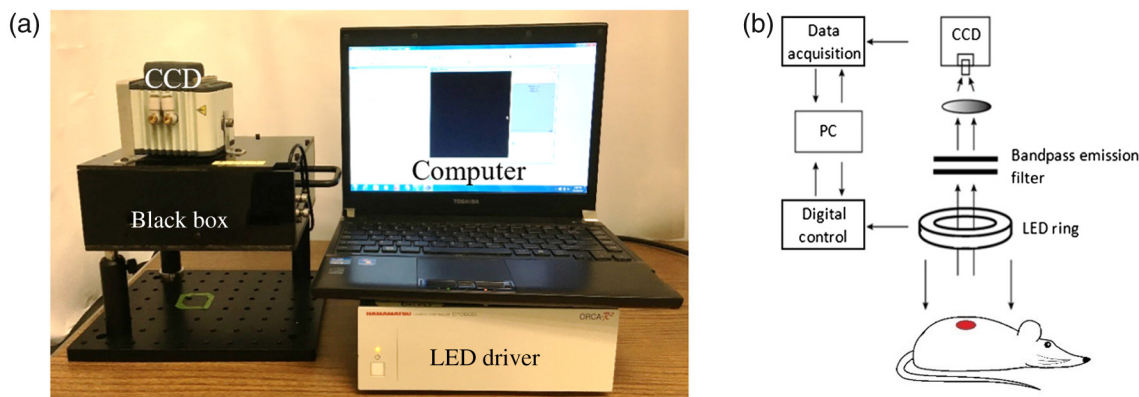 (a)
CCD
Computer
TOSHIBA
Black box
HAMAMATSU
ORCA-R2
LED driver
(b)
Data
acquisition
CCD
PC
Bandpass emission
filter
Digital
control
LED ring